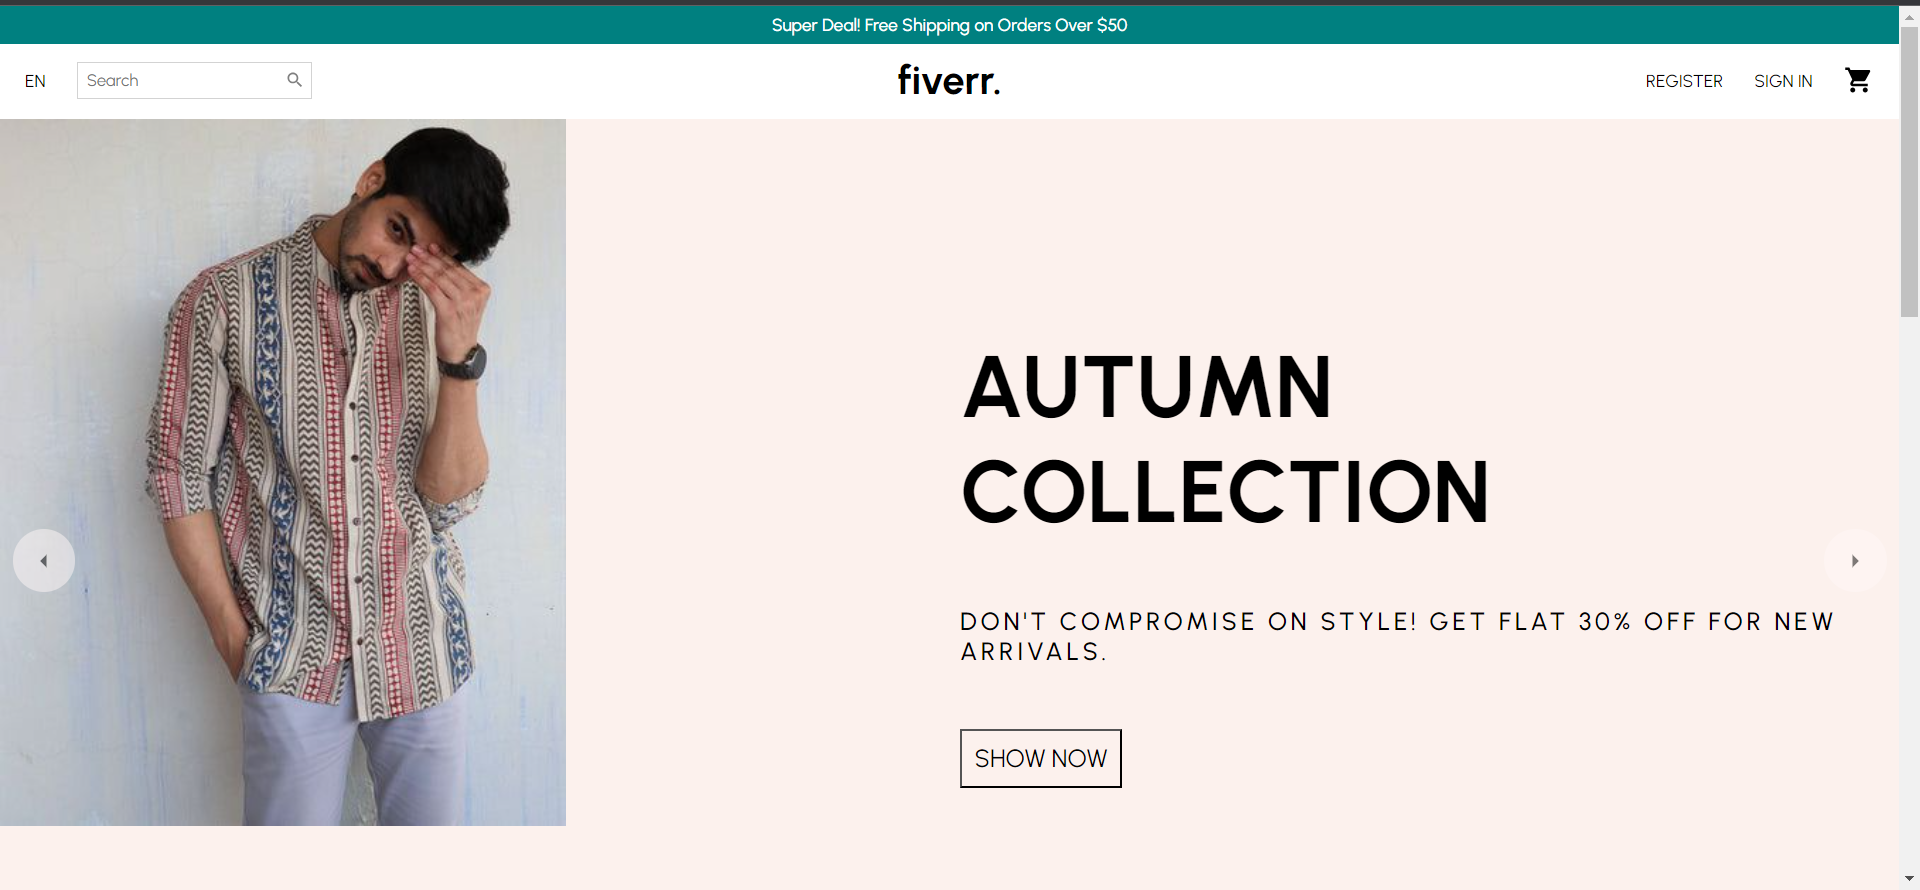 Super Deal! Free Shipping on Orders Over $50
EN
Search
fiverr.
REGISTER
SIGN IN
AUTUMN
COLLECTION
DON'T COMPROMISE ON STYLE! GET FLAT 30% OFF FOR NEW
ARRIVALS.
SHOW NOW